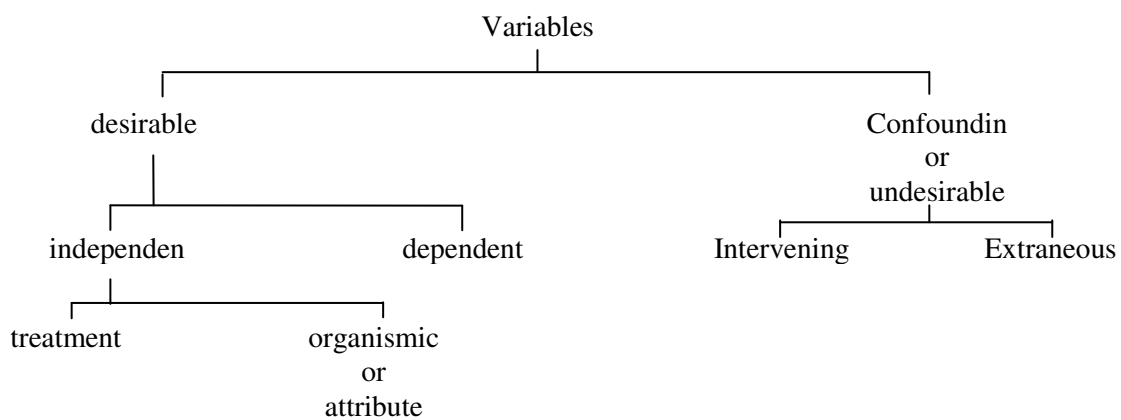 Variables
desirable
Confoundin
or
undesirable
independen
dependent
Intervening
Extraneous
treatment
organismic
or
attribute